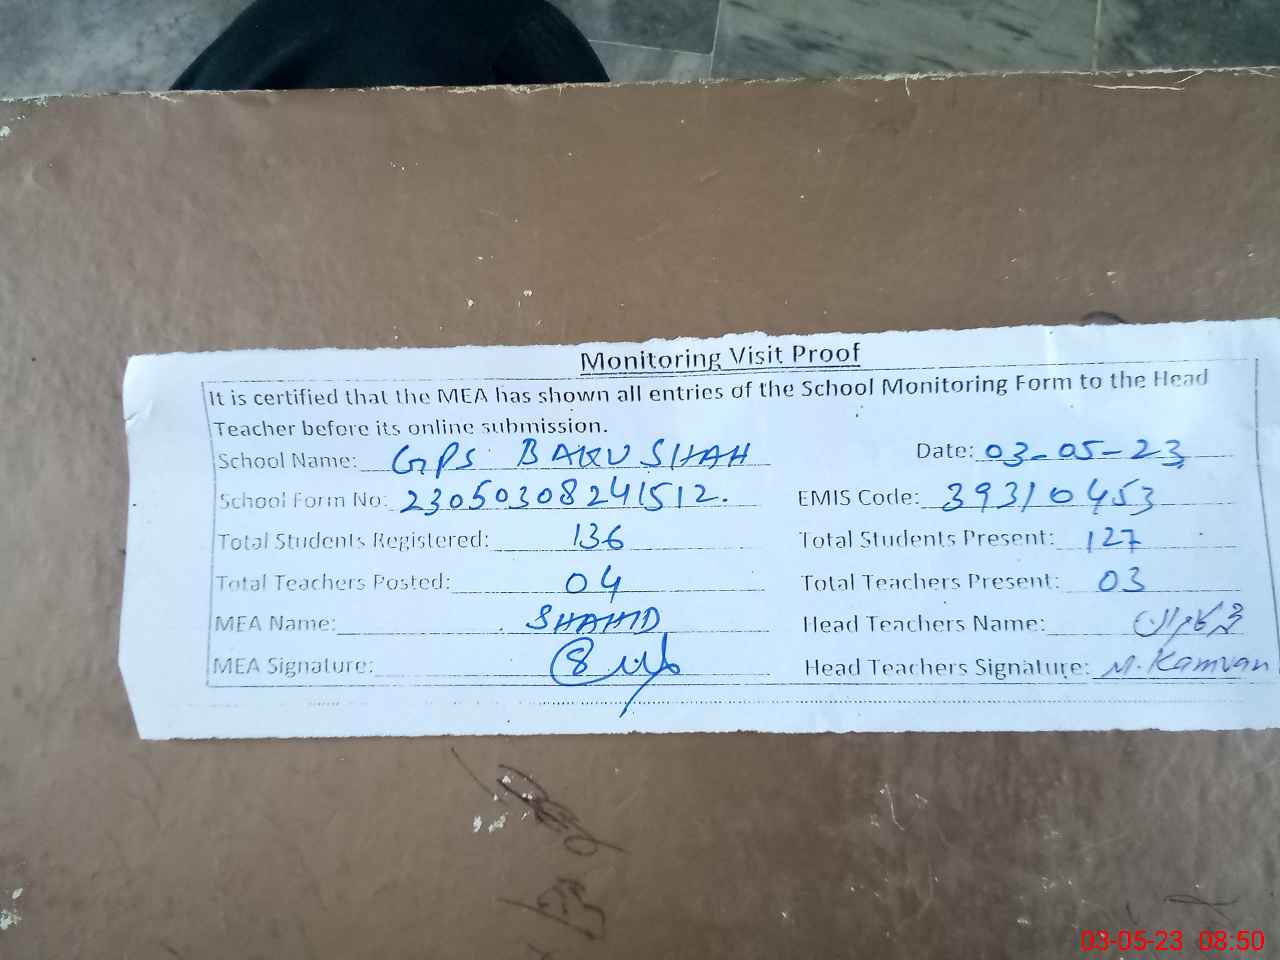 Monitoring Visit Proof
It is certified that the MEA has shown all entries of the School Monitoring Form to the Head
Teacher before its online submission.
School Name: GPS BAKU SHAH Date: 03-05-23
School Form No: 23050308241512. EMIS Code: 39310453
Total Students Registered: 136 Total Students Present: 127
Total Teachers Posted: 04 Total Teachers Present: 03
MEA Name: SHAHID Head Teachers Name: محمد کامران
MEA Signature: Head Teachers Signature: M. Kamran
03-05-23 08:50